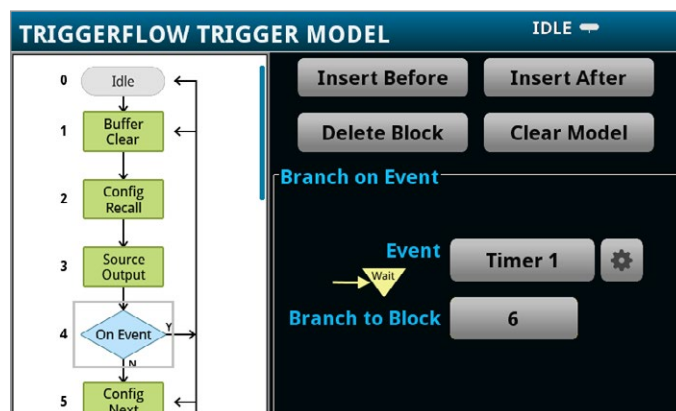 TRIGGERFLOW TRIGGER MODEL
IDLE
0
Idle
1
Buffer
Clear
2
Config
Recall
3
Source
Output
4
On Event
Y
N
5
Config
Next
Insert Before
Insert After
Delete Block
Clear Model
Branch on Event
Event
Timer 1
Wait
Branch to Block
6